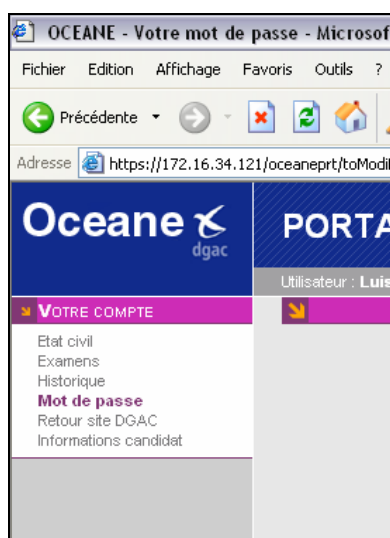 OCEANE - Votre mot de passe - Microsof
Fichier Edition Affichage Favoris Outils ?
Précédente
Adresse https://172.16.34.121/oceaneprt/toModi
Oceane
dgac
PORTA
Utilisateur : Luis
VOTRE COMPTE
Etat civil
Examens
Historique
Mot de passe
Retour site DGAC
Informations candidat